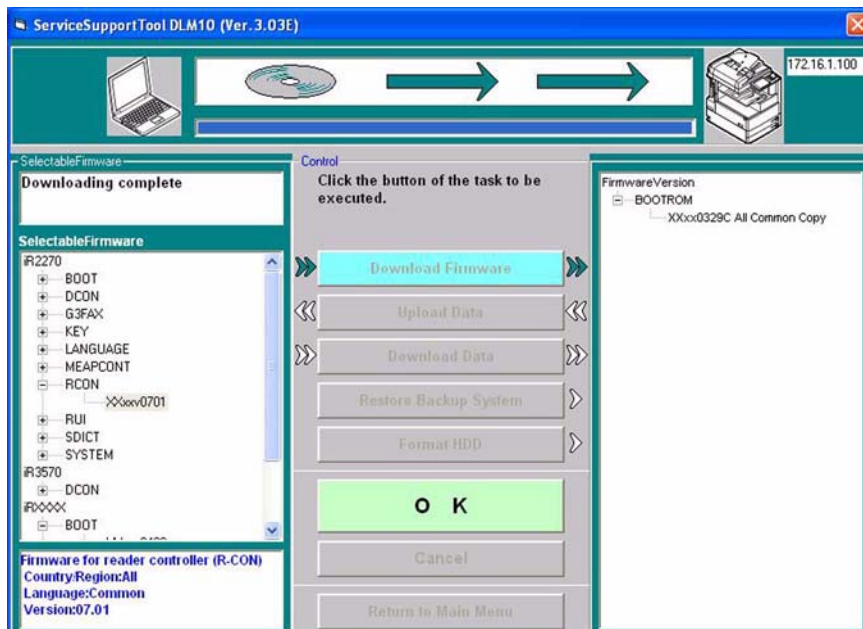 ServiceSupportTool DLM10 (Ver.3.03E)
172.16.1.100
SelectableFirmware
Downloading complete
SelectableFirmware
iR2270
BOOT
DCON
G3FAX
KEY
LANGUAGE
MEAPCONT
RCON
XXxxv0701
RUI
SDICT
SYSTEM
iR3570
DCON
iRXXXX
BOOT
Firmware for reader controller (R-CON)
Country/Region:All
Language:Common
Version:07.01
Control
Click the button of the task to be
executed.
Download Firmware
Upload Data
Download Data
Restore Backup System
Format HDD
O K
Cancel
Return to Main Menu
FirmwareVersion
BOOTROM
XXxx0329C All Common Copy